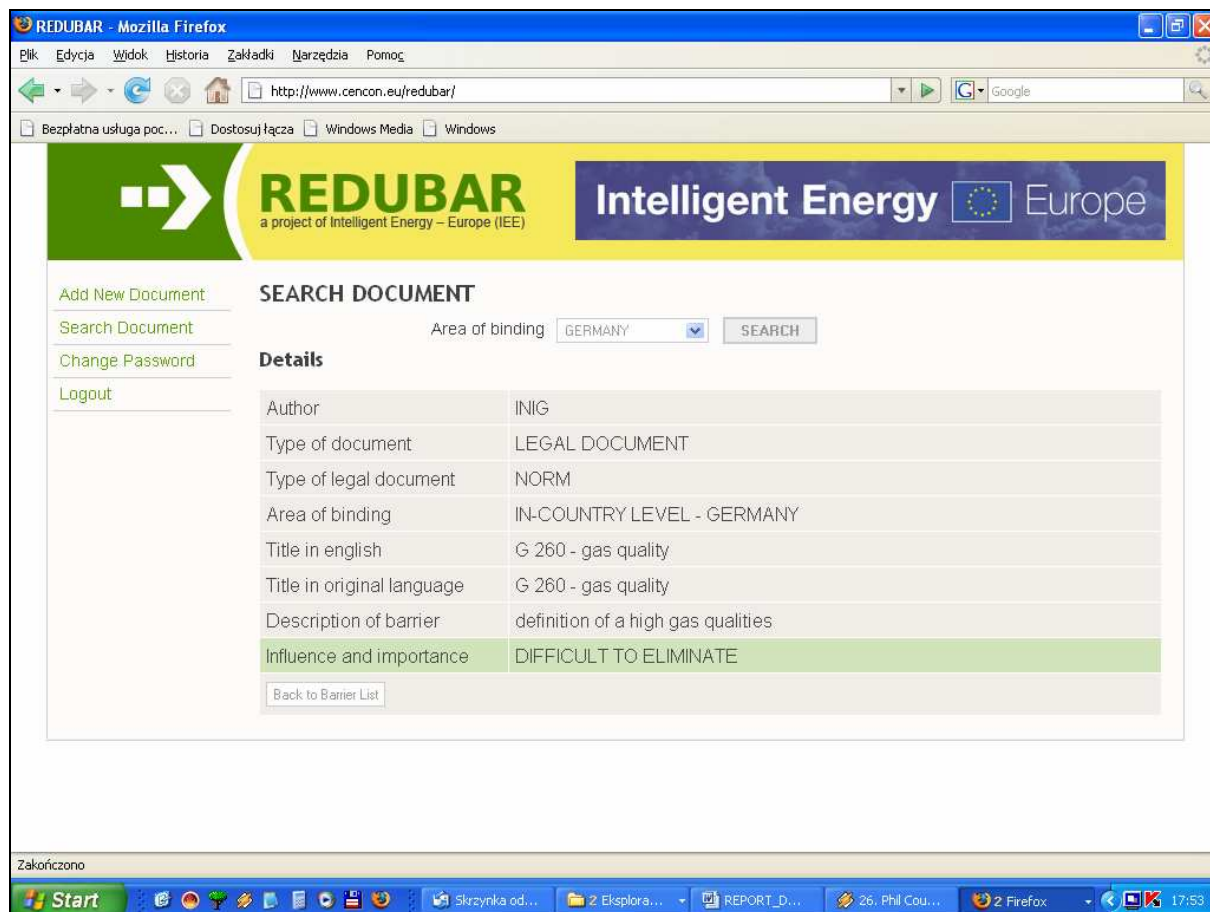 REDUBAR - Mozilla Firefox
Plik Edycja Widok Historia Zakładki Narzędzia Pomoc
http://www.cencon.eu/redubar/ Google
Bezpłatna usługa poc... Dostosuj łącza Windows Media Windows
REDUBAR
a project of Intelligent Energy – Europe (IEE)
Intelligent Energy Europe
Add New Document
Search Document
Change Password
Logout
SEARCH DOCUMENT
Area of binding GERMANY SEARCH
Details
Author INIG
Type of document LEGAL DOCUMENT
Type of legal document NORM
Area of binding IN-COUNTRY LEVEL - GERMANY
Title in english G 260 - gas quality
Title in original language G 260 - gas quality
Description of barrier definition of a high gas qualities
Influence and importance DIFFICULT TO ELIMINATE
Back to Barrier List
Zakończono
Start Skrzynka od... 2 Eksplora... REPORT_D... 26. Phil Cou... 2 Firefox 17:53